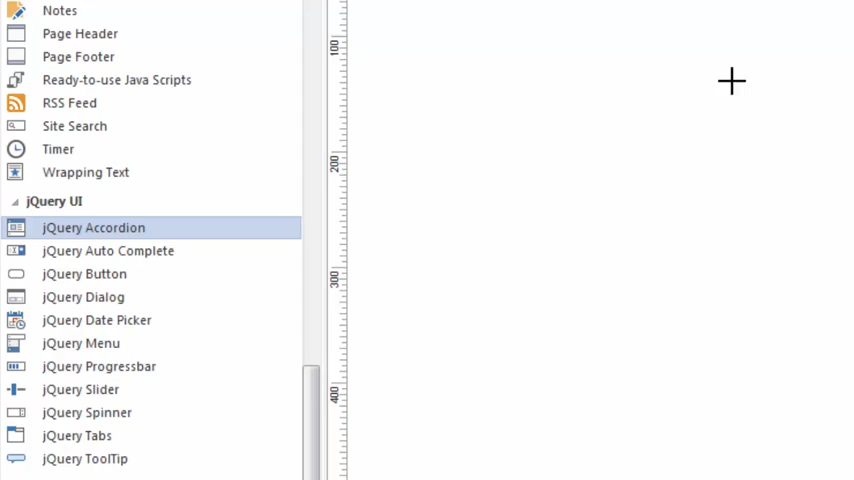 Notes
Page Header
Page Footer
Ready-to-use Java Scripts
RSS Feed
Site Search
Timer
Wrapping Text
jQuery UI
jQuery Accordion
jQuery Auto Complete
jQuery Button
jQuery Dialog
jQuery Date Picker
jQuery Menu
jQuery Progressbar
jQuery Slider
jQuery Spinner
jQuery Tabs
jQuery ToolTip
100
200
300
400